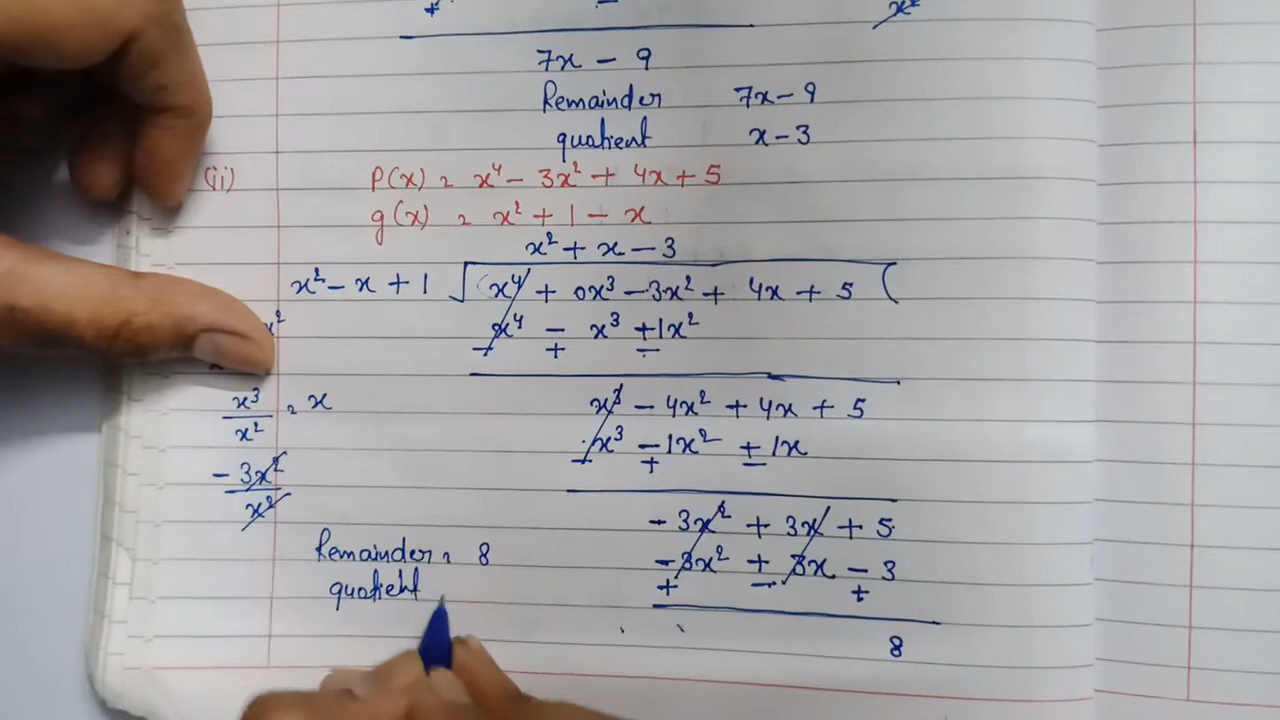 x²
7x - 9
Remainder 7x - 9
quotient x - 3
(ii) P(x) = x⁴ - 3x² + 4x + 5
g(x) = x² + 1 - x
x² + x - 3
x² - x + 1 √(x⁴ + 0x³ - 3x² + 4x + 5 (
x⁴ - x³ + 1x²
- + -
x³ - 4x² + 4x + 5
x³/x² = x
x³ - 1x² + 1x
- + -
-3x²/x²
-3x² + 3x + 5
-3x² + 3x - 3
+ - +
Remainder = 8
quotient
8